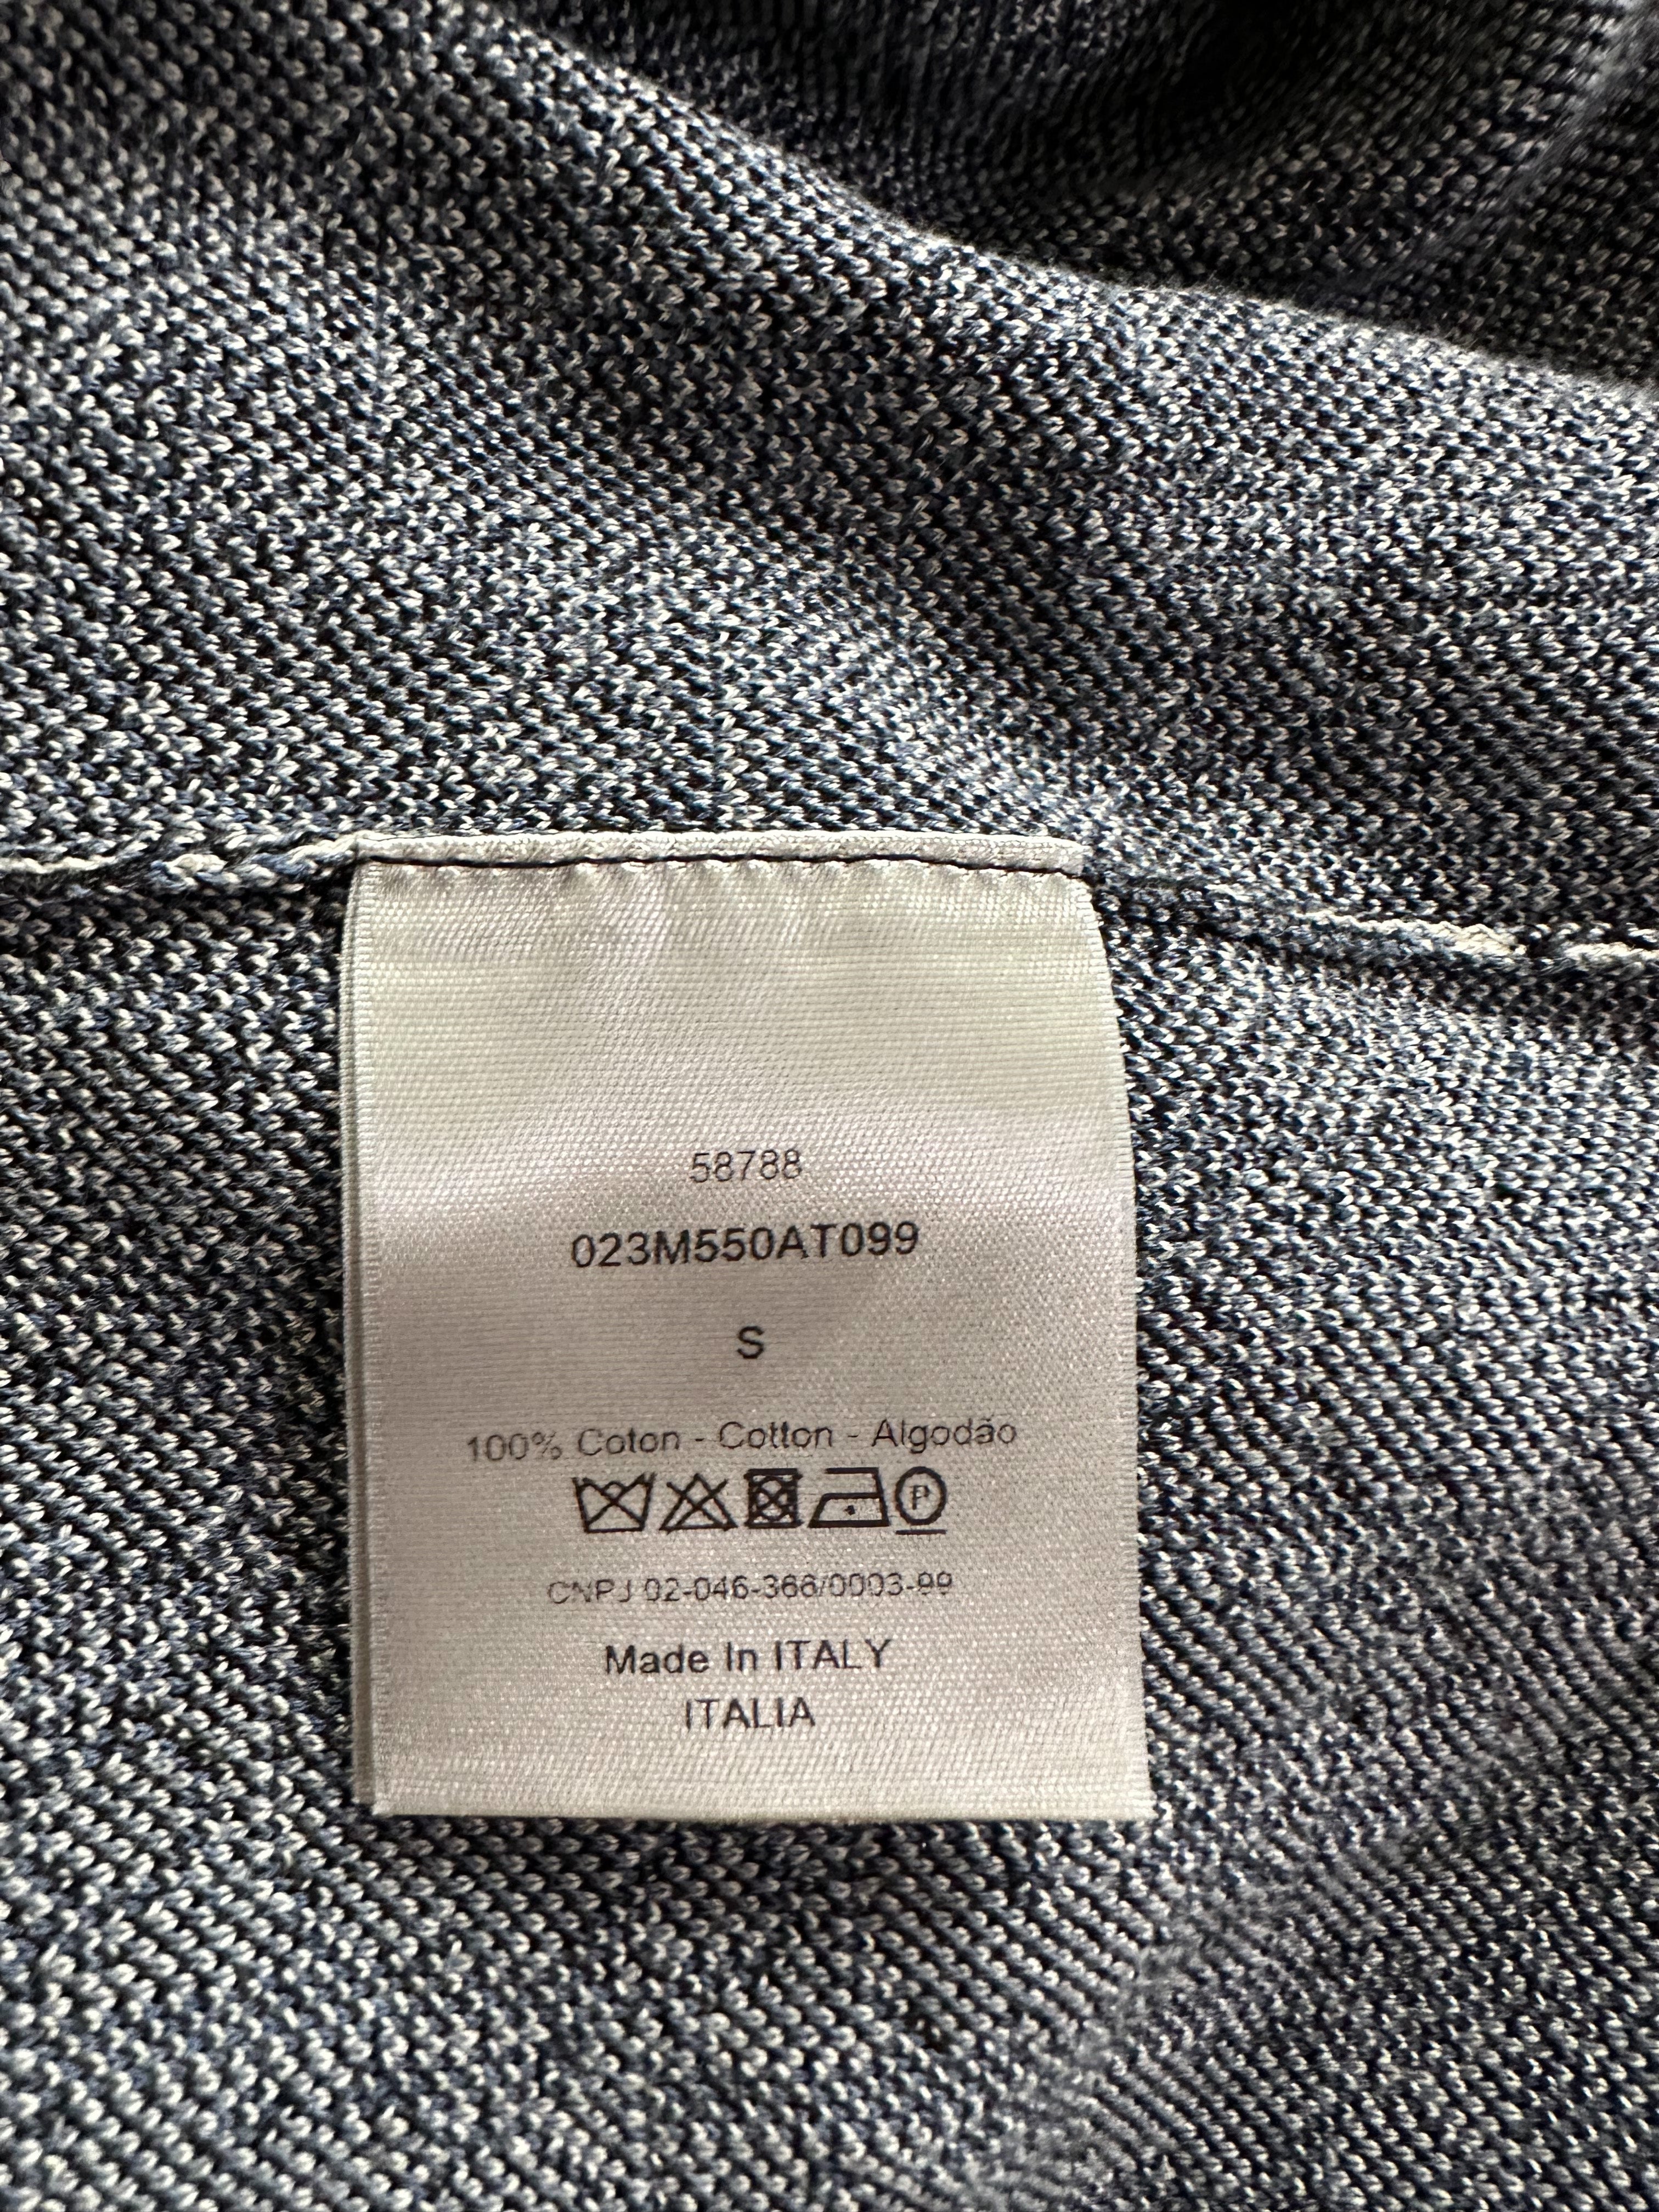 58788
023M550AT099
S
100% Coton - Cotton - Algodão
P
CNPJ 02-046-366/0003-99
Made In ITALY
ITALIA